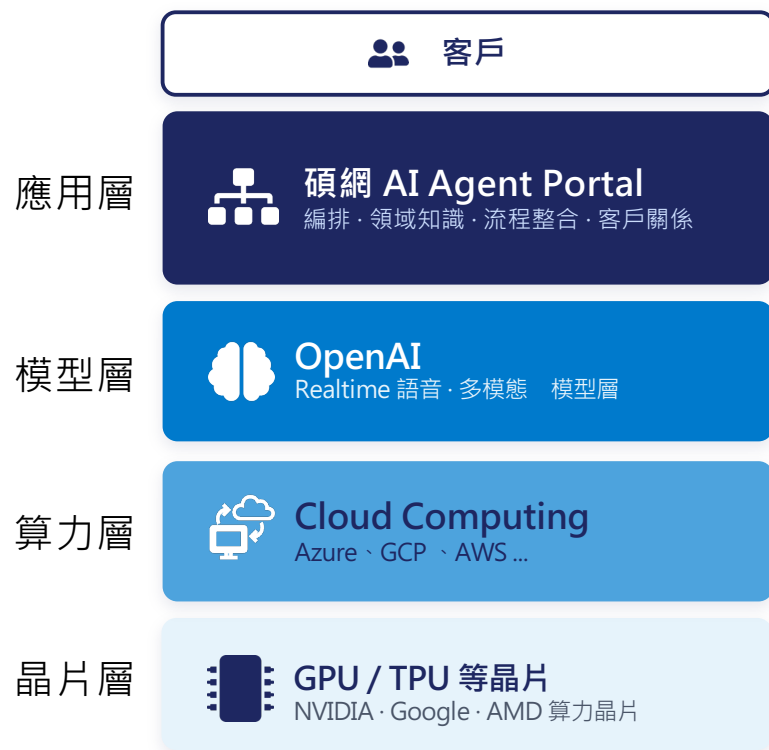 客戶
應用層
碩網 AI Agent Portal
編排 · 領域知識 · 流程整合 · 客戶關係
模型層
OpenAI
Realtime 語音 · 多模態　模型層
算力層
Cloud Computing
Azure、GCP 、AWS ...
晶片層
GPU / TPU 等晶片
NVIDIA · Google · AMD 算力晶片